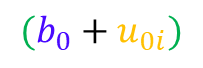 (b₀ + u₀ᵢ)